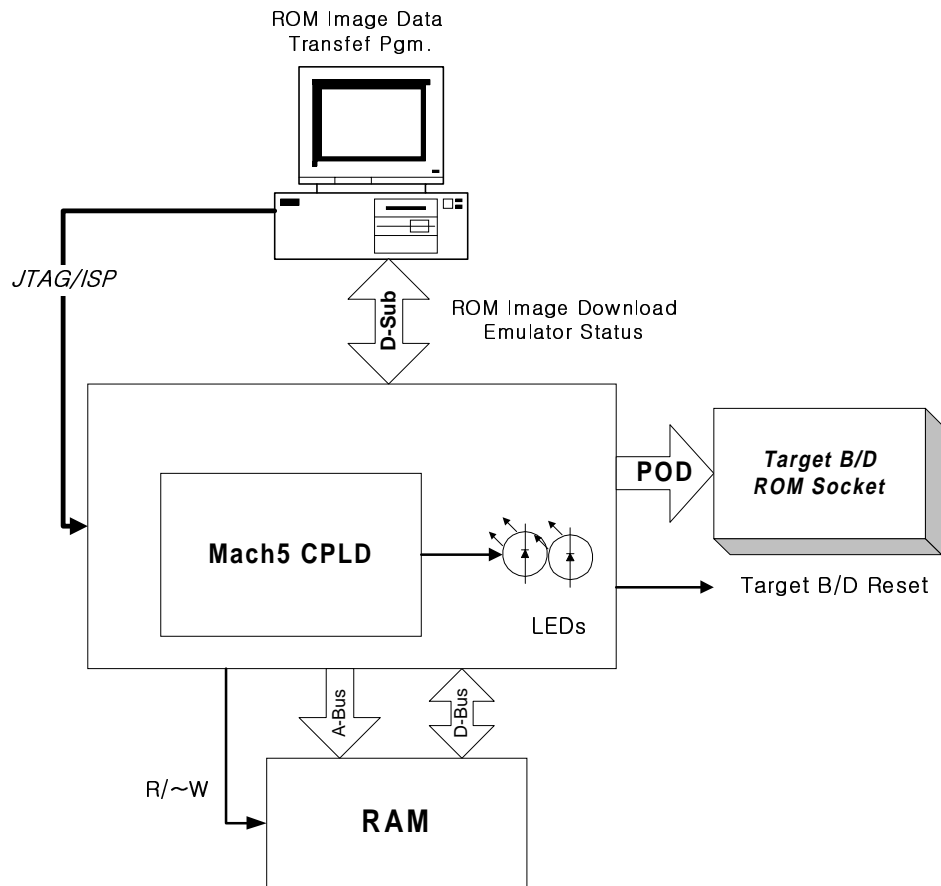 ROM Image Data
Transfef Pgm.
JTAG/ISP
D-Sub
ROM Image Download
Emulator Status
POD
Target B/D
ROM Socket
Mach5 CPLD
LEDs
Target B/D Reset
A-Bus
D-Bus
R/~W
RAM